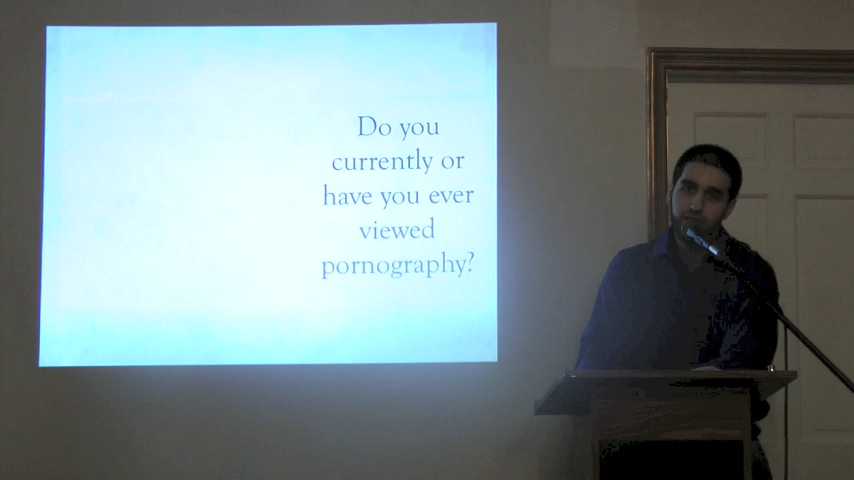 Do you
currently or
have you ever
viewed
pornography?